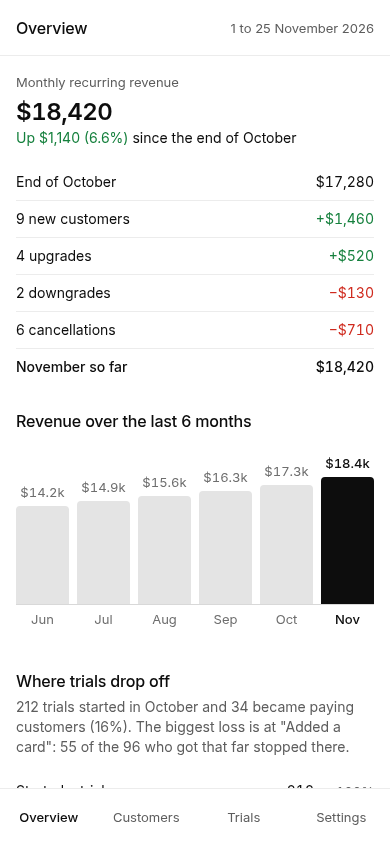 Overview
1 to 25 November 2026
Monthly recurring revenue
$18,420
Up $1,140 (6.6%) since the end of October
End of October $17,280
9 new customers +$1,460
4 upgrades +$520
2 downgrades −$130
6 cancellations −$710
November so far $18,420
Revenue over the last 6 months
$14.2k $14.9k $15.6k $16.3k $17.3k $18.4k
Jun Jul Aug Sep Oct Nov
Where trials drop off
212 trials started in October and 34 became paying
customers (16%). The biggest loss is at "Added a
card": 55 of the 96 who got that far stopped there.
Overview Customers Trials Settings